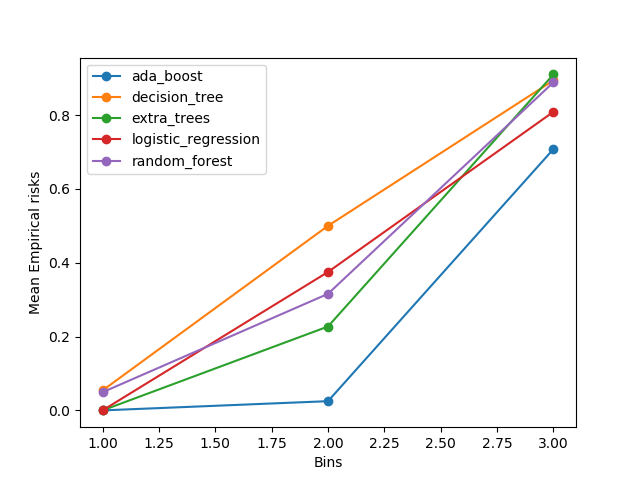 ada_boost
decision_tree
extra_trees
logistic_regression
random_forest
Mean Empirical risks
0.8
0.6
0.4
0.2
0.0
1.00 1.25 1.50 1.75 2.00 2.25 2.50 2.75 3.00
Bins